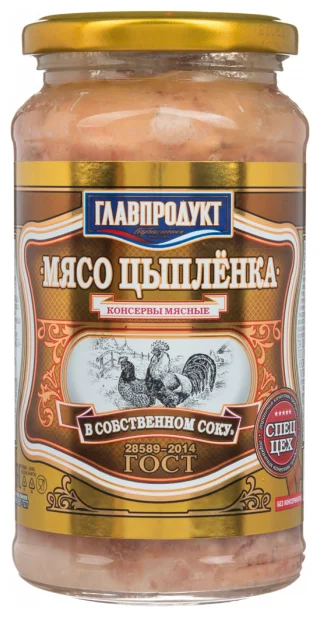 ГЛАВПРОДУКТ
МЯСО ЦЫПЛЁНКА
КОНСЕРВЫ МЯСНЫЕ
В СОБСТВЕННОМ СОКУ
28589-2014
ГОСТ
СПЕЦ
ЦЕХ